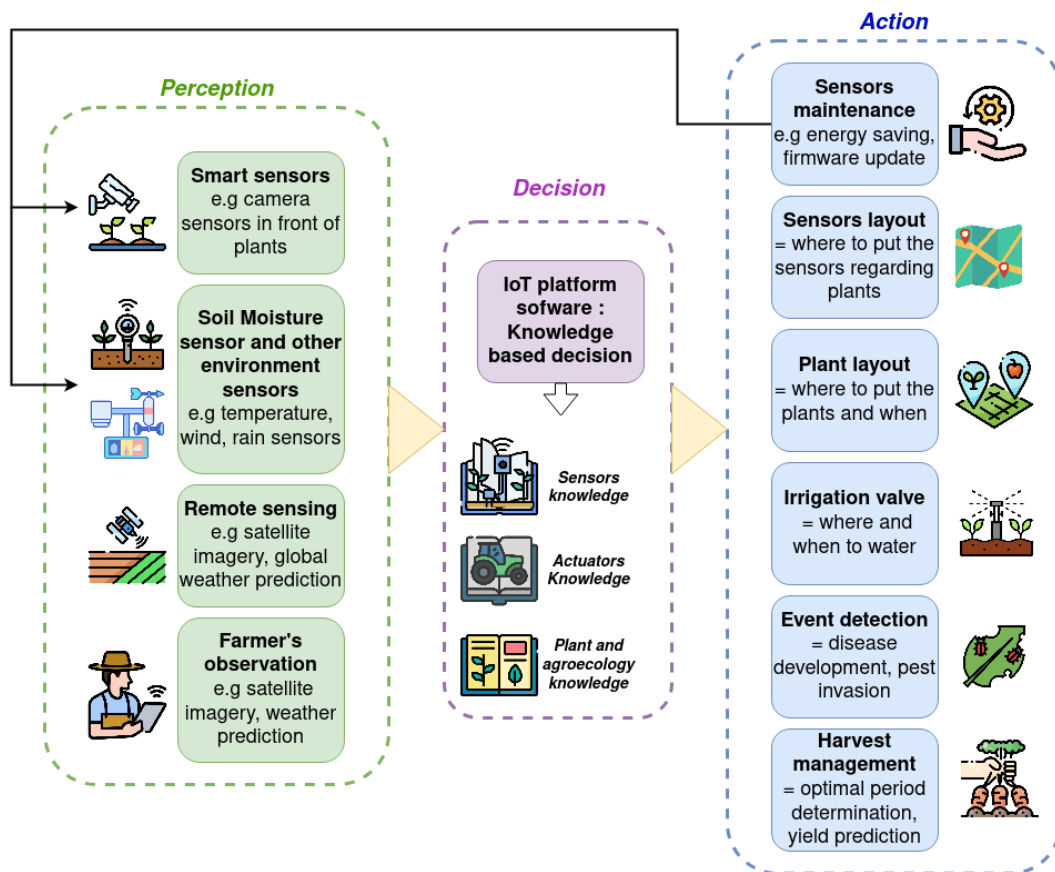 Perception
Smart sensors
e.g camera
sensors in front of
plants
Soil Moisture
sensor and other
environment
sensors
e.g temperature,
wind, rain sensors
Remote sensing
e.g satellite
imagery, global
weather prediction
Farmer's
observation
e.g satellite
imagery, weather
prediction
Decision
IoT platform
sofware :
Knowledge
based decision
Sensors
knowledge
Actuators
Knowledge
Plant and
agroecology
knowledge
Action
Sensors
maintenance
e.g energy saving,
firmware update
Sensors layout
= where to put the
sensors regarding
plants
Plant layout
= where to put the
plants and when
Irrigation valve
= where and
when to water
Event detection
= disease
development, pest
invasion
Harvest
management
= optimal period
determination,
yield prediction